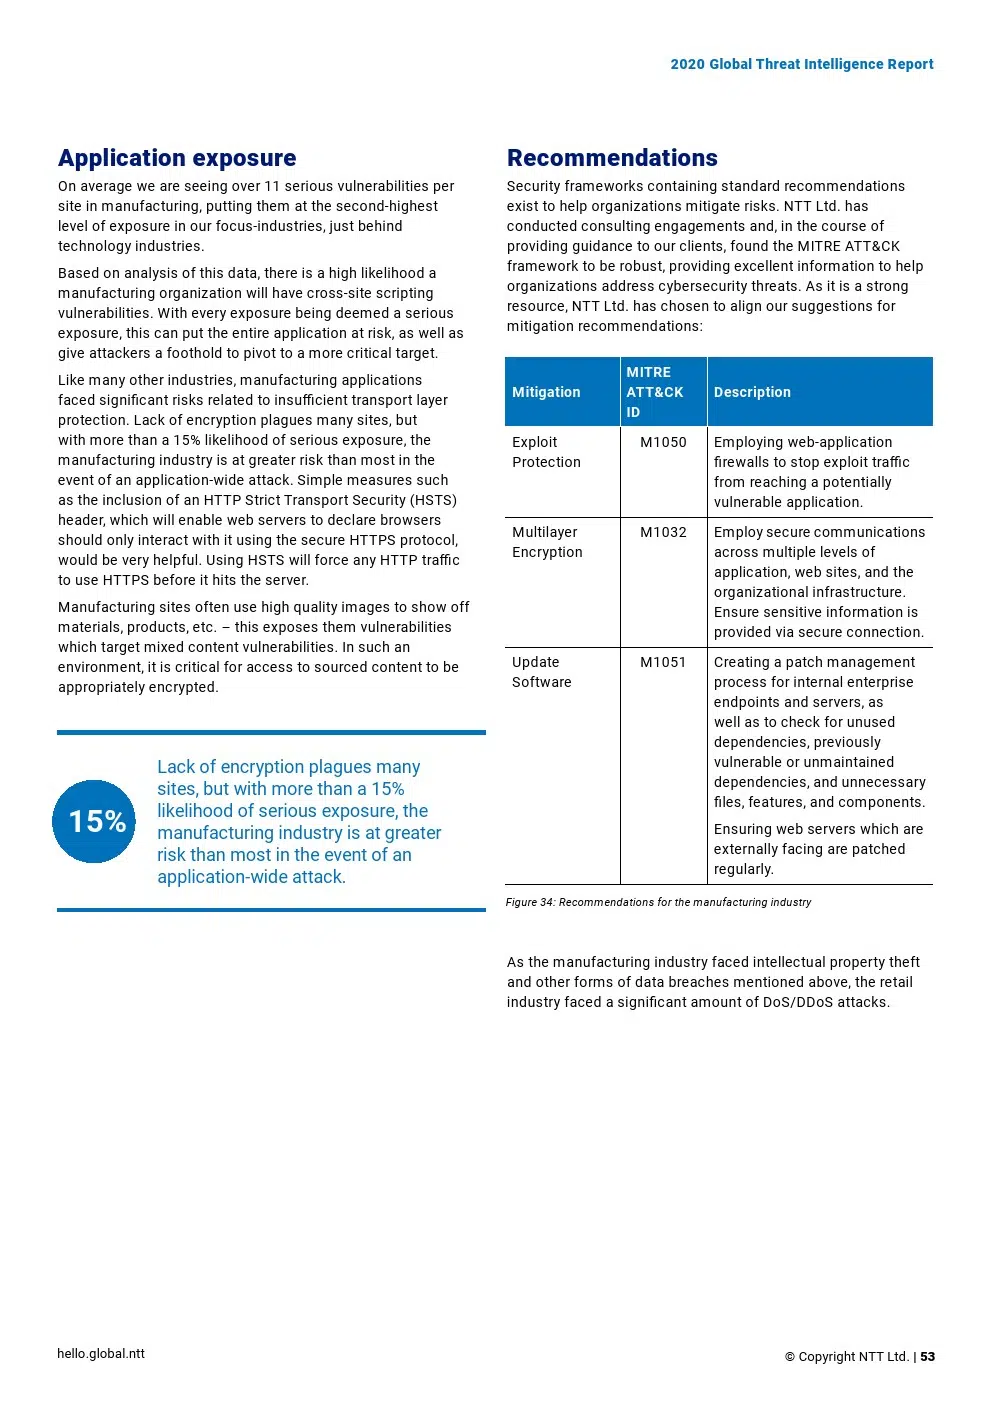 2020 Global Threat Intelligence Report
Application exposure
On average we are seeing over 11 serious vulnerabilities per
site in manufacturing, putting them at the second-highest
level of exposure in our focus-industries, just behind
technology industries.
Based on analysis of this data, there is a high likelihood a
manufacturing organization will have cross-site scripting
vulnerabilities. With every exposure being deemed a serious
exposure, this can put the entire application at risk, as well as
give attackers a foothold to pivot to a more critical target.
Like many other industries, manufacturing applications
faced significant risks related to insufficient transport layer
protection. Lack of encryption plagues many sites, but
with more than a 15% likelihood of serious exposure, the
manufacturing industry is at greater risk than most in the
event of an application-wide attack. Simple measures such
as the inclusion of an HTTP Strict Transport Security (HSTS)
header, which will enable web servers to declare browsers
should only interact with it using the secure HTTPS protocol,
would be very helpful. Using HSTS will force any HTTP traffic
to use HTTPS before it hits the server.
Manufacturing sites often use high quality images to show off
materials, products, etc. – this exposes them vulnerabilities
which target mixed content vulnerabilities. In such an
environment, it is critical for access to sourced content to be
appropriately encrypted.
15%
Lack of encryption plagues many
sites, but with more than a 15%
likelihood of serious exposure, the
manufacturing industry is at greater
risk than most in the event of an
application-wide attack.
Recommendations
Security frameworks containing standard recommendations
exist to help organizations mitigate risks. NTT Ltd. has
conducted consulting engagements and, in the course of
providing guidance to our clients, found the MITRE ATT&CK
framework to be robust, providing excellent information to help
organizations address cybersecurity threats. As it is a strong
resource, NTT Ltd. has chosen to align our suggestions for
mitigation recommendations:
Mitigation
MITRE
ATT&CK
ID
Description
Exploit
Protection
M1050
Employing web-application
firewalls to stop exploit traffic
from reaching a potentially
vulnerable application.
Multilayer
Encryption
M1032
Employ secure communications
across multiple levels of
application, web sites, and the
organizational infrastructure.
Ensure sensitive information is
provided via secure connection.
Update
Software
M1051
Creating a patch management
process for internal enterprise
endpoints and servers, as
well as to check for unused
dependencies, previously
vulnerable or unmaintained
dependencies, and unnecessary
files, features, and components.
Ensuring web servers which are
externally facing are patched
regularly.
Figure 34: Recommendations for the manufacturing industry
As the manufacturing industry faced intellectual property theft
and other forms of data breaches mentioned above, the retail
industry faced a significant amount of DoS/DDoS attacks.
hello.global.ntt
© Copyright NTT Ltd. | 53